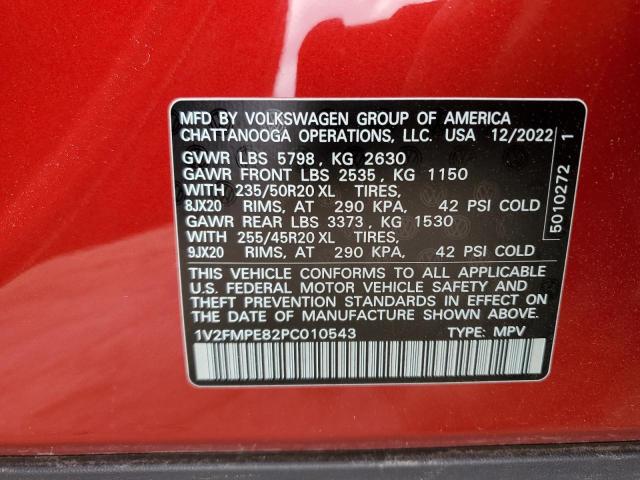 MFD BY VOLKSWAGEN GROUP OF AMERICA
CHATTANOOGA OPERATIONS, LLC. USA 12/2022
GVWR LBS 5798, KG 2630
GAWR FRONT LBS 2535, KG 1150
WITH 235/50R20 XL TIRES,
8JX20 RIMS, AT 290 KPA, 42 PSI COLD
GAWR REAR LBS 3373, KG 1530
WITH 255/45R20 XL TIRES,
9JX20 RIMS, AT 290 KPA, 42 PSI COLD
THIS VEHICLE CONFORMS TO ALL APPLICABLE
U.S. FEDERAL MOTOR VEHICLE SAFETY AND
THEFT PREVENTION STANDARDS IN EFFECT ON
THE DATE OF MANUFACTURE SHOWN ABOVE.
1V2FMPE82PC010543 TYPE: MPV
5010272 1